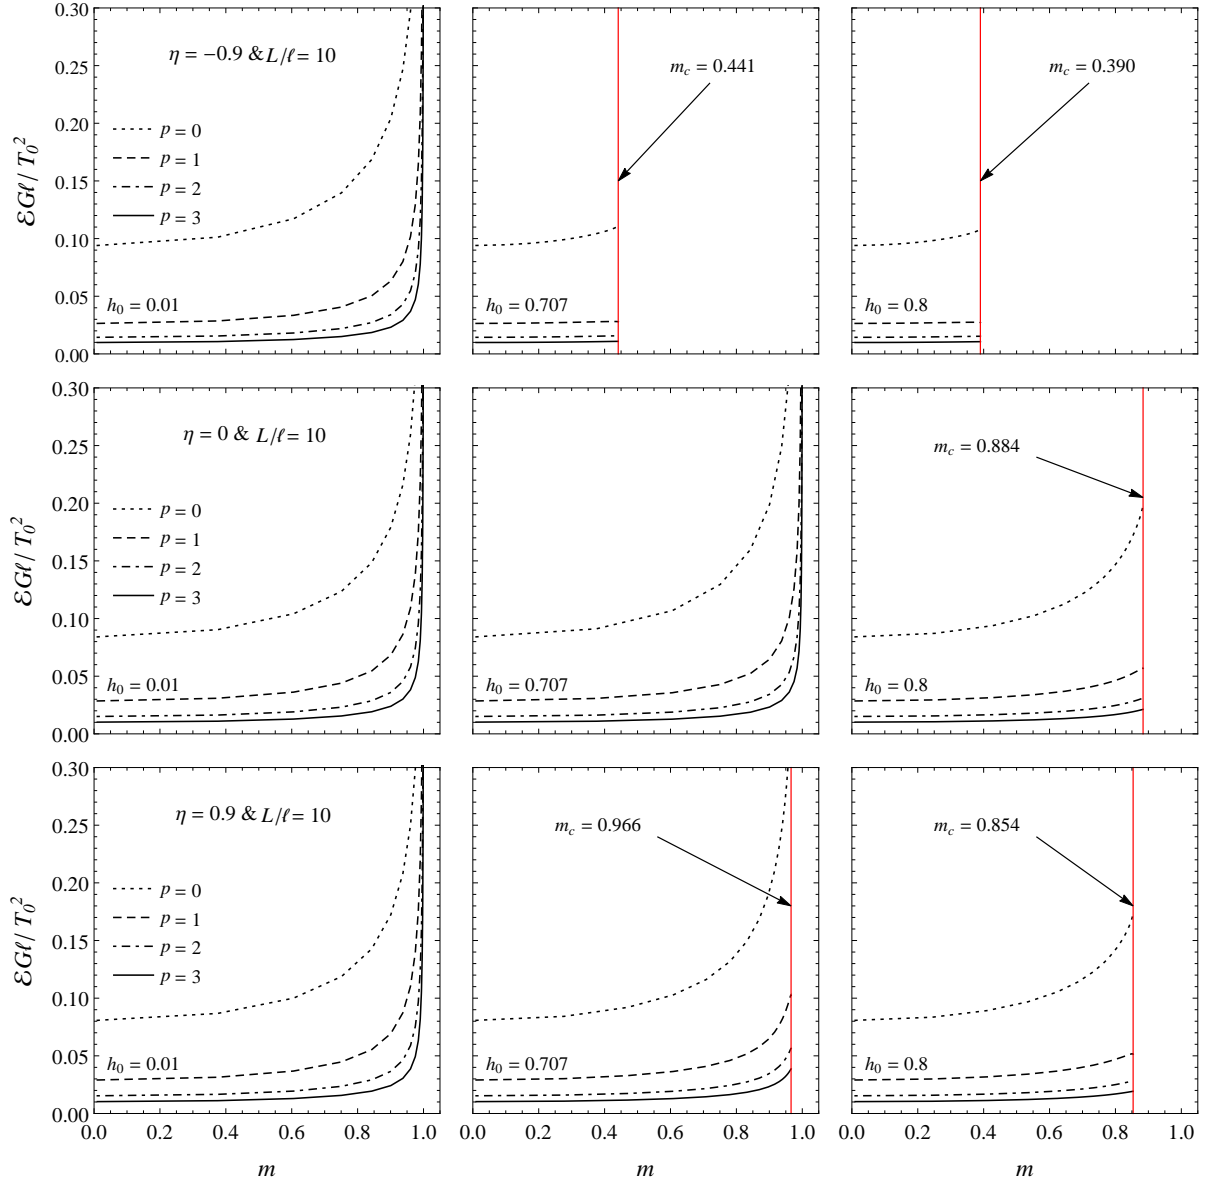 0.30
0.25
0.20
0.15
0.10
0.05
0.00
ℰGℓ/T₀²
η = −0.9 & L/ℓ = 10
p = 0
p = 1
p = 2
p = 3
h₀ = 0.01
m_c = 0.441
h₀ = 0.707
m_c = 0.390
h₀ = 0.8
0.30
0.25
0.20
0.15
0.10
0.05
0.00
ℰGℓ/T₀²
η = 0 & L/ℓ = 10
p = 0
p = 1
p = 2
p = 3
h₀ = 0.01
h₀ = 0.707
m_c = 0.884
h₀ = 0.8
0.30
0.25
0.20
0.15
0.10
0.05
0.00
ℰGℓ/T₀²
η = 0.9 & L/ℓ = 10
p = 0
p = 1
p = 2
p = 3
h₀ = 0.01
m_c = 0.966
h₀ = 0.707
m_c = 0.854
h₀ = 0.8
0.0 0.2 0.4 0.6 0.8 1.0
0.0 0.2 0.4 0.6 0.8 1.0
0.0 0.2 0.4 0.6 0.8 1.0
m
m
m